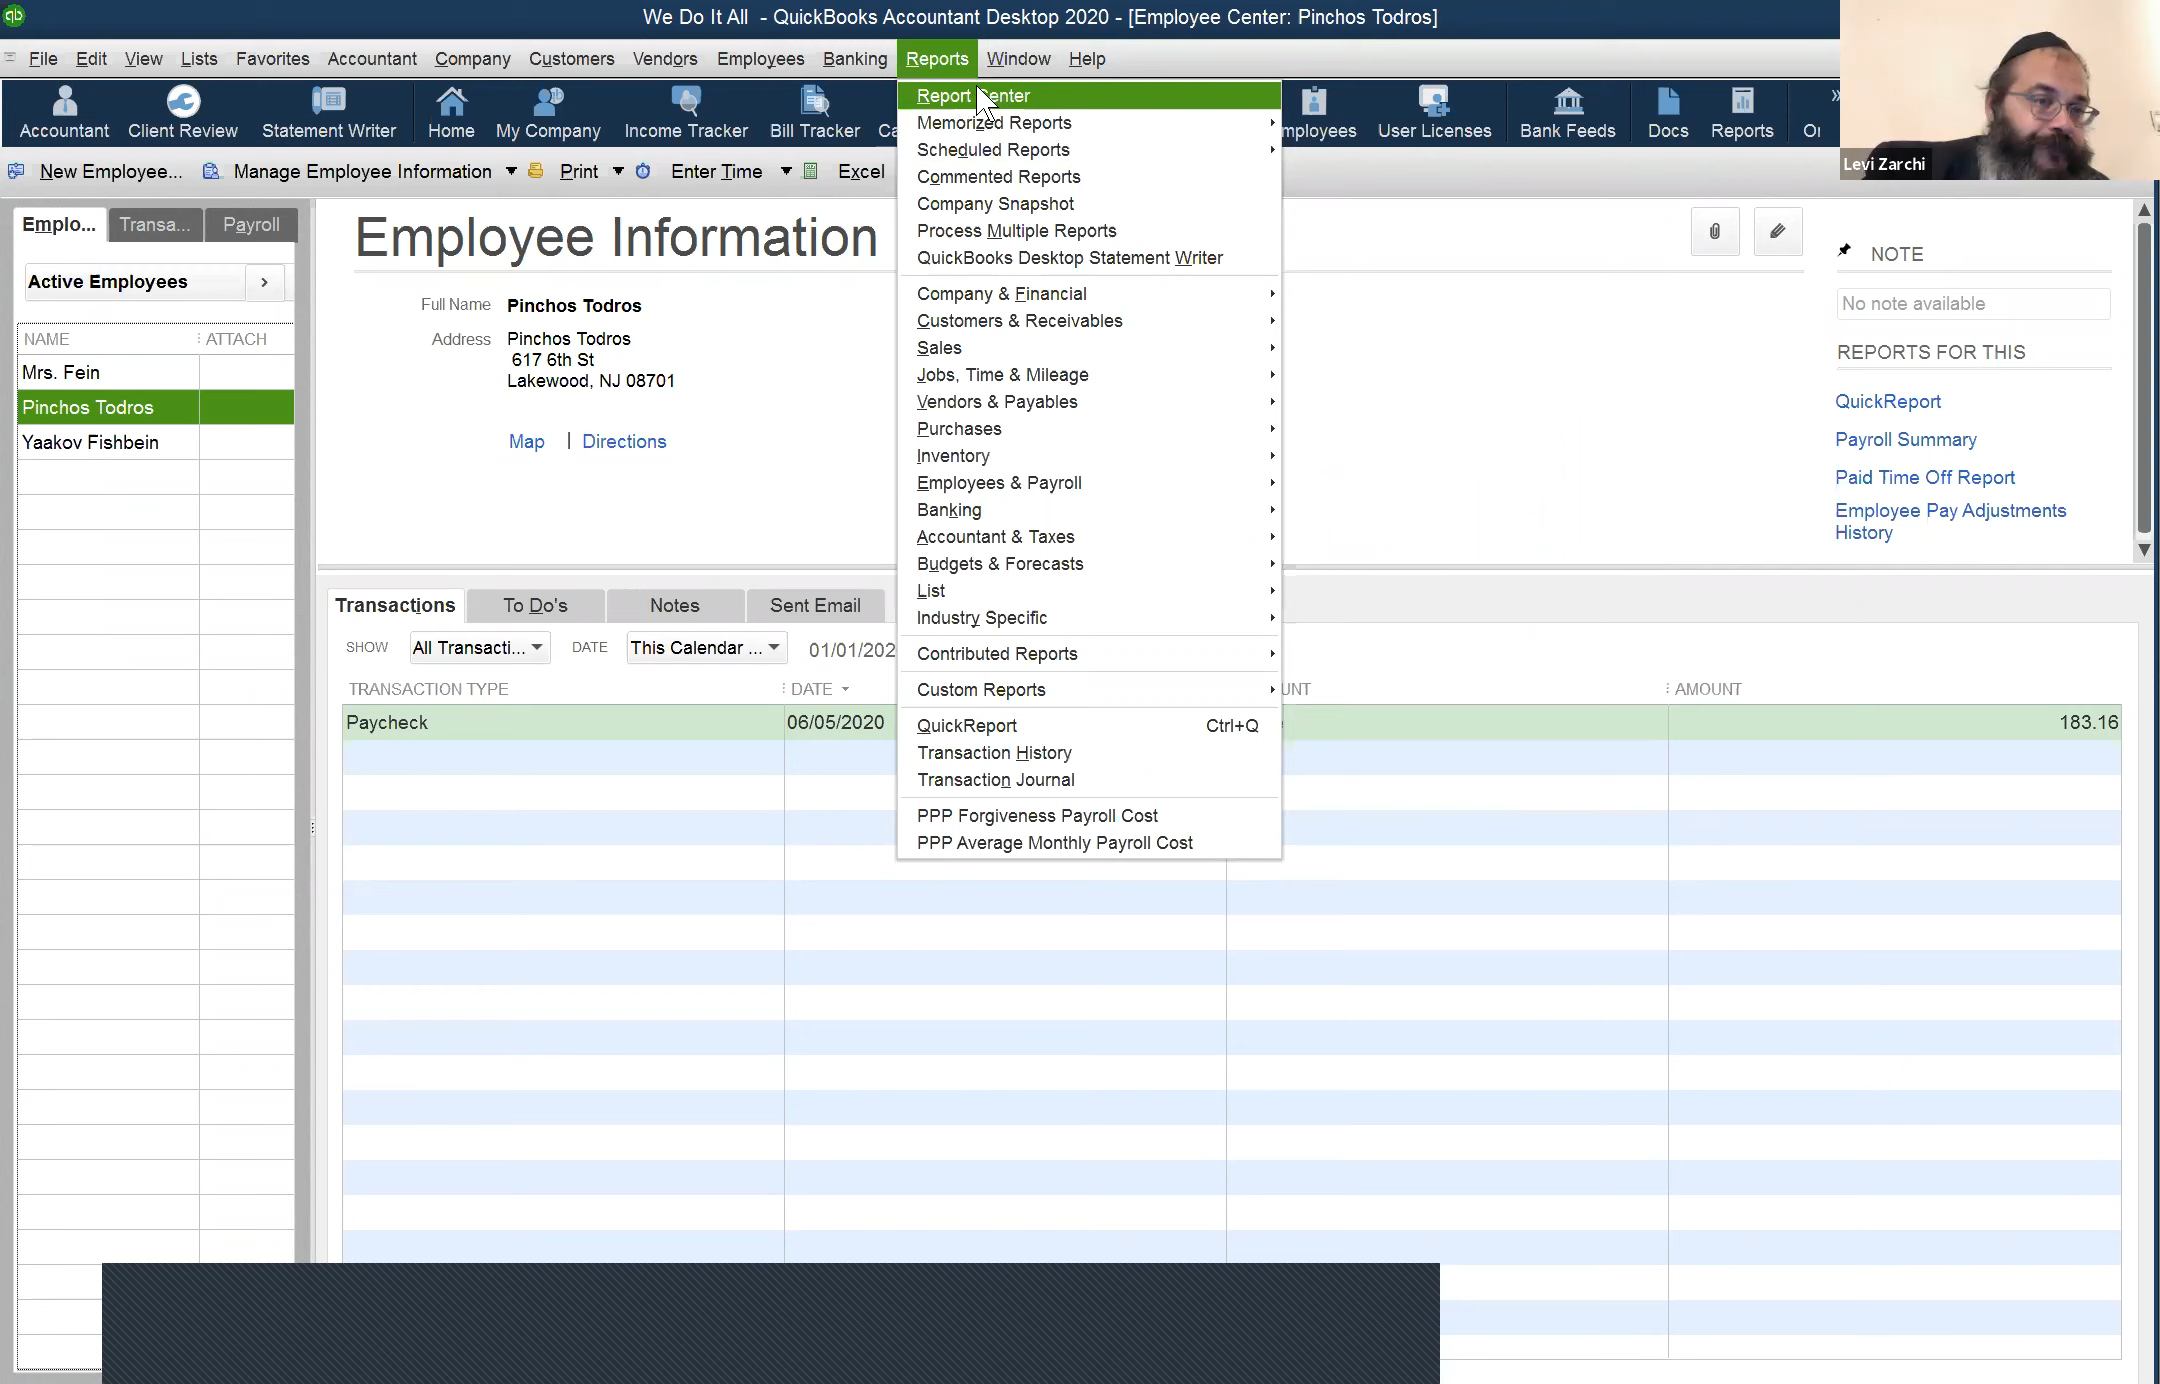 We Do It All - QuickBooks Accountant Desktop 2020 - [Employee Center: Pinchos Todros]
File Edit View Lists Favorites Accountant Company Customers Vendors Employees Banking Reports Window Help
Accountant Client Review Statement Writer Home My Company Income Tracker Bill Tracker Ca mployees User Licenses Bank Feeds Docs Reports
Levi Zarchi
New Employee... Manage Employee Information Print Enter Time Excel
Report Center
Memorized Reports
Scheduled Reports
Commented Reports
Company Snapshot
Process Multiple Reports
QuickBooks Desktop Statement Writer
Company & Financial
Customers & Receivables
Sales
Jobs, Time & Mileage
Vendors & Payables
Purchases
Inventory
Employees & Payroll
Banking
Accountant & Taxes
Budgets & Forecasts
List
Industry Specific
Contributed Reports
Custom Reports
QuickReport Ctrl+Q
Transaction History
Transaction Journal
PPP Forgiveness Payroll Cost
PPP Average Monthly Payroll Cost
Emplo... Transa... Payroll
Active Employees
NAME ATTACH
Mrs. Fein
Pinchos Todros
Yaakov Fishbein
Employee Information
Full Name Pinchos Todros
Address Pinchos Todros
617 6th St
Lakewood, NJ 08701
Map | Directions
NOTE
No note available
REPORTS FOR THIS
QuickReport
Payroll Summary
Paid Time Off Report
Employee Pay Adjustments
History
Transactions To Do's Notes Sent Email
SHOW All Transacti... DATE This Calendar ... 01/01/202
TRANSACTION TYPE DATE UNT AMOUNT
Paycheck 06/05/2020 183.16